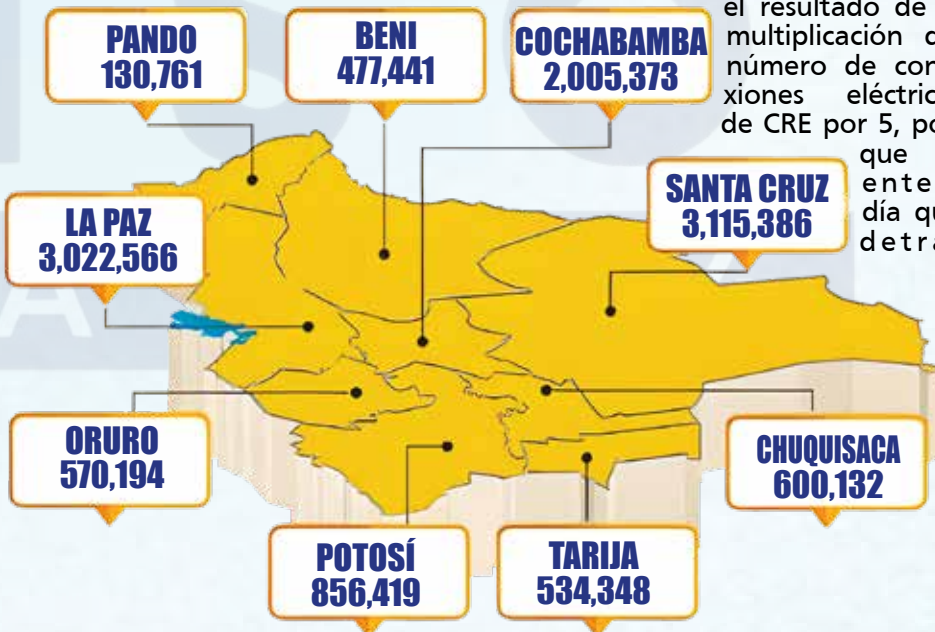 PANDO
130,761
BENI
477,441
COCHABAMBA
2,005,373
el resultado de
multiplicación
número de con
xiones eléctric
de CRE por 5, po
que
ente
día qu
detra
SANTA CRUZ
3,115,386
LA PAZ
3,022,566
ORURO
570,194
CHUQUISACA
600,132
POTOSÍ
856,419
TARIJA
534,348